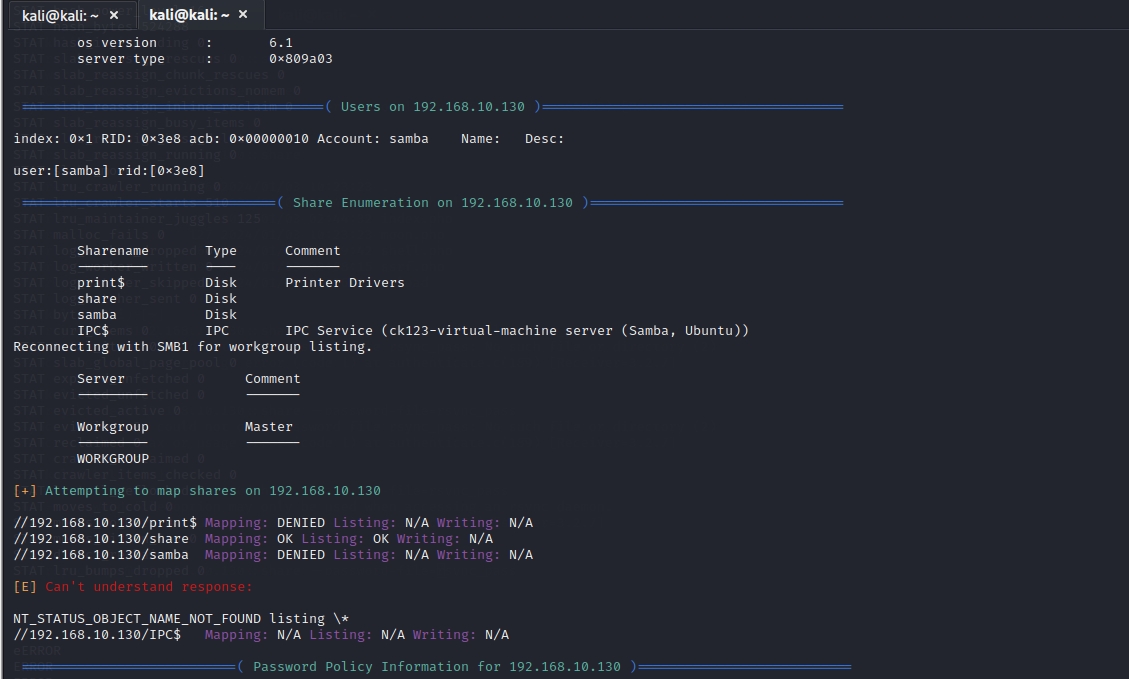 kali@kali: ~ × kali@kali: ~ ×
os version : 6.1
server type : 0×809a03
( Users on 192.168.10.130 )
index: 0×1 RID: 0×3e8 acb: 0×00000010 Account: samba Name: Desc:
user:[samba] rid:[0×3e8]
( Share Enumeration on 192.168.10.130 )
Sharename Type Comment
print$ Disk Printer Drivers
share Disk
samba Disk
IPC$ IPC IPC Service (ck123-virtual-machine server (Samba, Ubuntu))
Reconnecting with SMB1 for workgroup listing.
Server Comment
Workgroup Master
WORKGROUP
[+] Attempting to map shares on 192.168.10.130
//192.168.10.130/print$ Mapping: DENIED Listing: N/A Writing: N/A
//192.168.10.130/share Mapping: OK Listing: OK Writing: N/A
//192.168.10.130/samba Mapping: DENIED Listing: N/A Writing: N/A
[E] Can't understand response:
NT_STATUS_OBJECT_NAME_NOT_FOUND listing \*
//192.168.10.130/IPC$ Mapping: N/A Listing: N/A Writing: N/A
( Password Policy Information for 192.168.10.130 )